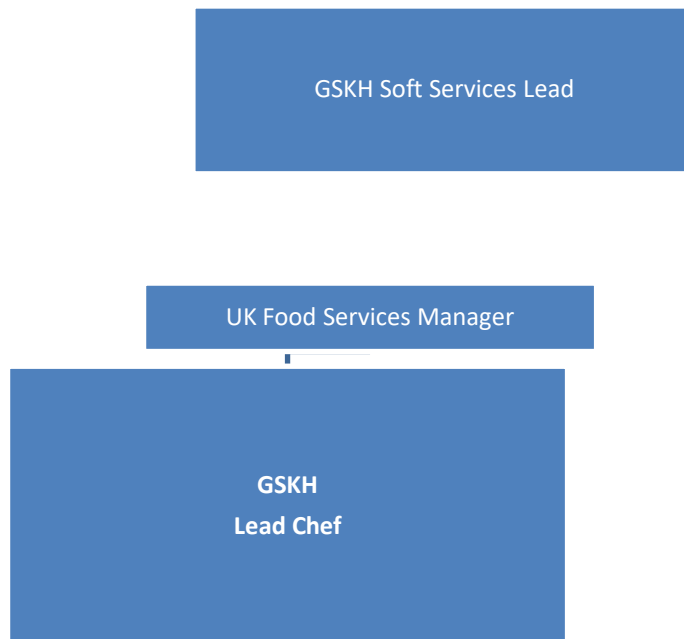 GSKH Soft Services Lead
UK Food Services Manager
GSKH
Lead Chef